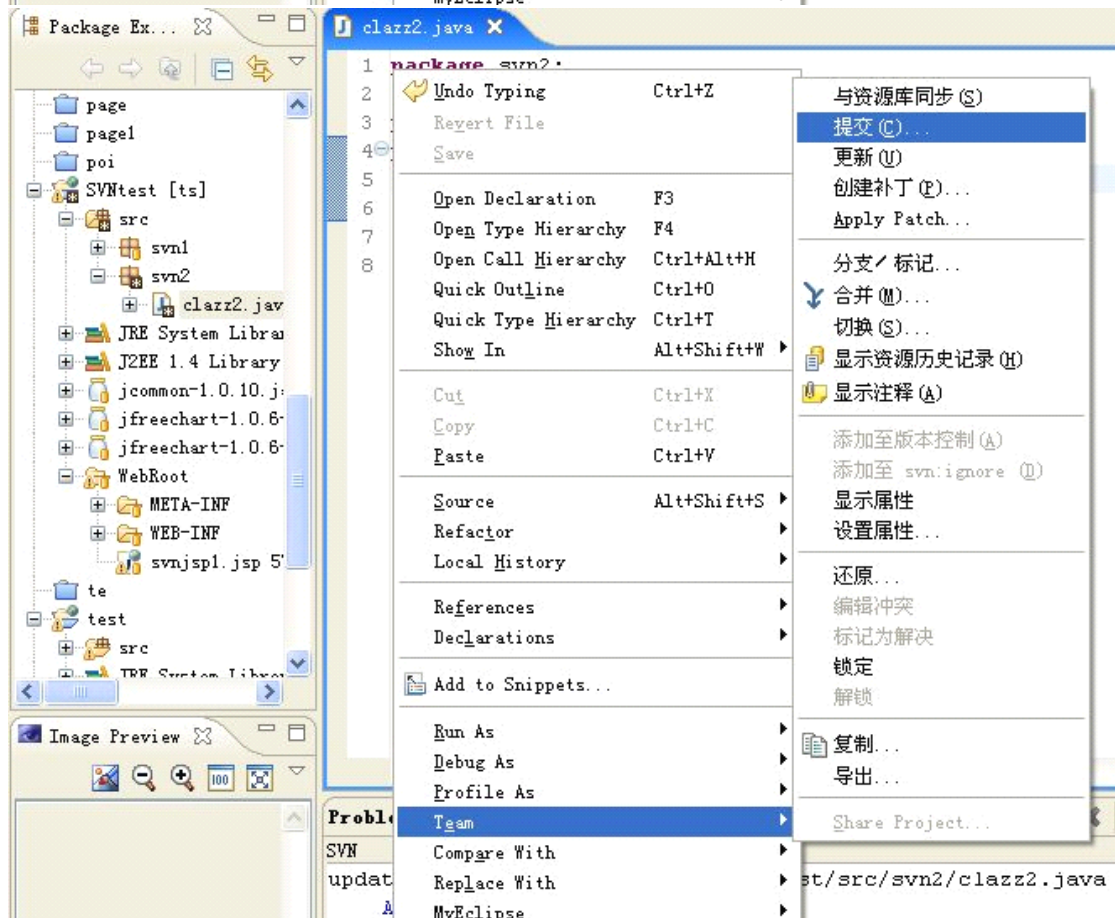 MyEclipse
Package Ex...
page
page1
poi
SVNtest [ts]
src
svn1
svn2
clazz2.jav
JRE System Librar
J2EE 1.4 Library
jcommon-1.0.10.j
jfreechart-1.0.6-
jfreechart-1.0.6-
WebRoot
META-INF
WEB-INF
svnjsp1.jsp 5
te
test
src
JRE System Librar
Image Preview
100
clazz2.java
1 package svn2;
2
3
4
5
6
7
8
Undo Typing Ctrl+Z
Revert File
Save
Open Declaration F3
Open Type Hierarchy F4
Open Call Hierarchy Ctrl+Alt+H
Quick Outline Ctrl+O
Quick Type Hierarchy Ctrl+T
Show In Alt+Shift+W
Cut Ctrl+X
Copy Ctrl+C
Paste Ctrl+V
Source Alt+Shift+S
Refactor
Local History
References
Declarations
Add to Snippets...
Run As
Debug As
Profile As
Team
Compare With
Replace With
MyEclipse
与资源库同步(S)
提交(C)...
更新(U)
创建补丁(P)...
Apply Patch...
分支/标记...
合并(M)...
切换(S)...
显示资源历史记录(H)
显示注释(A)
添加至版本控制(A)
添加至 svn:ignore (D)
显示属性
设置属性...
还原...
编辑冲突
标记为解决
锁定
解锁
复制...
导出...
Share Project...
Proble
SVN
updat
st/src/svn2/clazz2.java
A